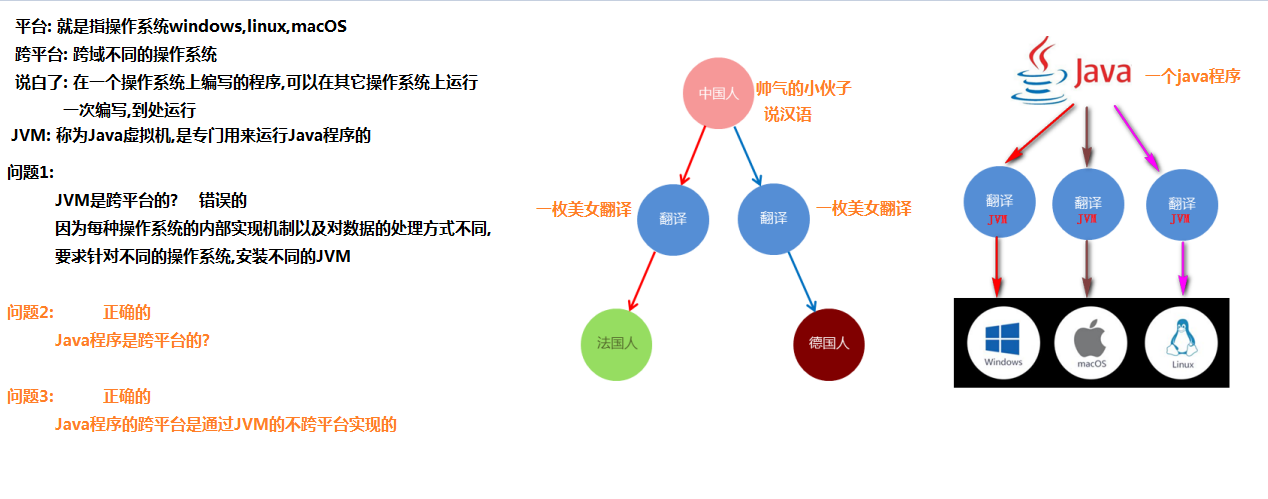 平台: 就是指操作系统windows,linux,macOS
跨平台: 跨域不同的操作系统
说白了: 在一个操作系统上编写的程序,可以在其它操作系统上运行
一次编写,到处运行
JVM: 称为Java虚拟机,是专门用来运行Java程序的
问题1:
JVM是跨平台的? 错误的
因为每种操作系统的内部实现机制以及对数据的处理方式不同,
要求针对不同的操作系统,安装不同的JVM
问题2: 正确的
Java程序是跨平台的?
问题3: 正确的
Java程序的跨平台是通过JVM的不跨平台实现的
中国人
帅气的小伙子
说汉语
一枚美女翻译
翻译
翻译
一枚美女翻译
法国人
德国人
Java
一个java程序
翻译
JVM
翻译
JVM
翻译
JVM
Windows
macOS
Linux